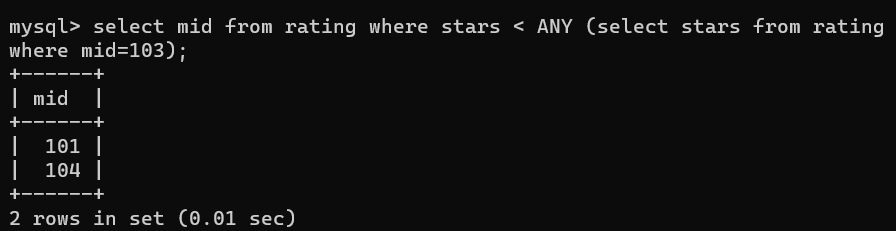 mysql> select mid from rating where stars < ANY (select stars from rating
where mid=103);
+------+
| mid  |
+------+
|  101 |
|  104 |
+------+
2 rows in set (0.01 sec)